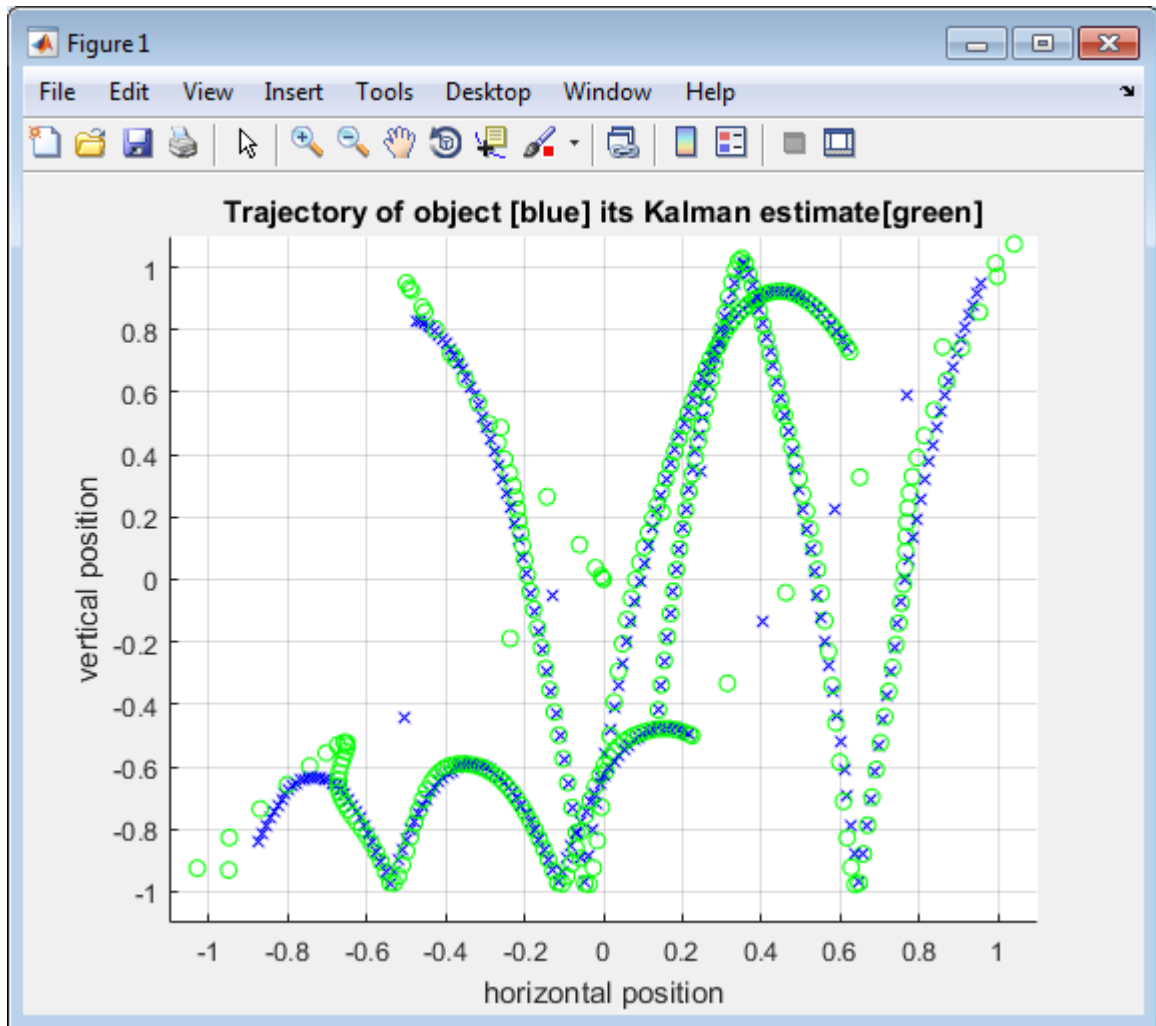 Figure 1
File Edit View Insert Tools Desktop Window Help
Trajectory of object [blue] its Kalman estimate[green]
1
0.8
0.6
0.4
0.2
0
-0.2
-0.4
-0.6
-0.8
-1
vertical position
-1 -0.8 -0.6 -0.4 -0.2 0 0.2 0.4 0.6 0.8 1
horizontal position